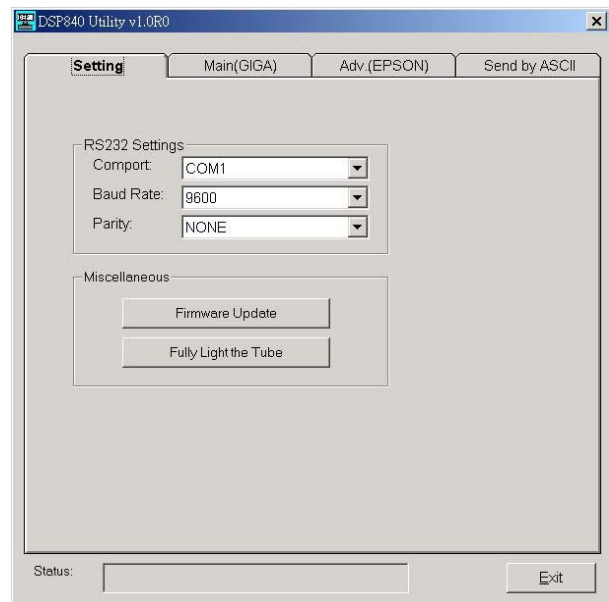 DSP840 Utility v1.0R0
Setting Main(GIGA) Adv.(EPSON) Send by ASCII
RS232 Settings
Comport: COM1
Baud Rate: 9600
Parity: NONE
Miscellaneous
Firmware Update
Fully Light the Tube
Status: Exit